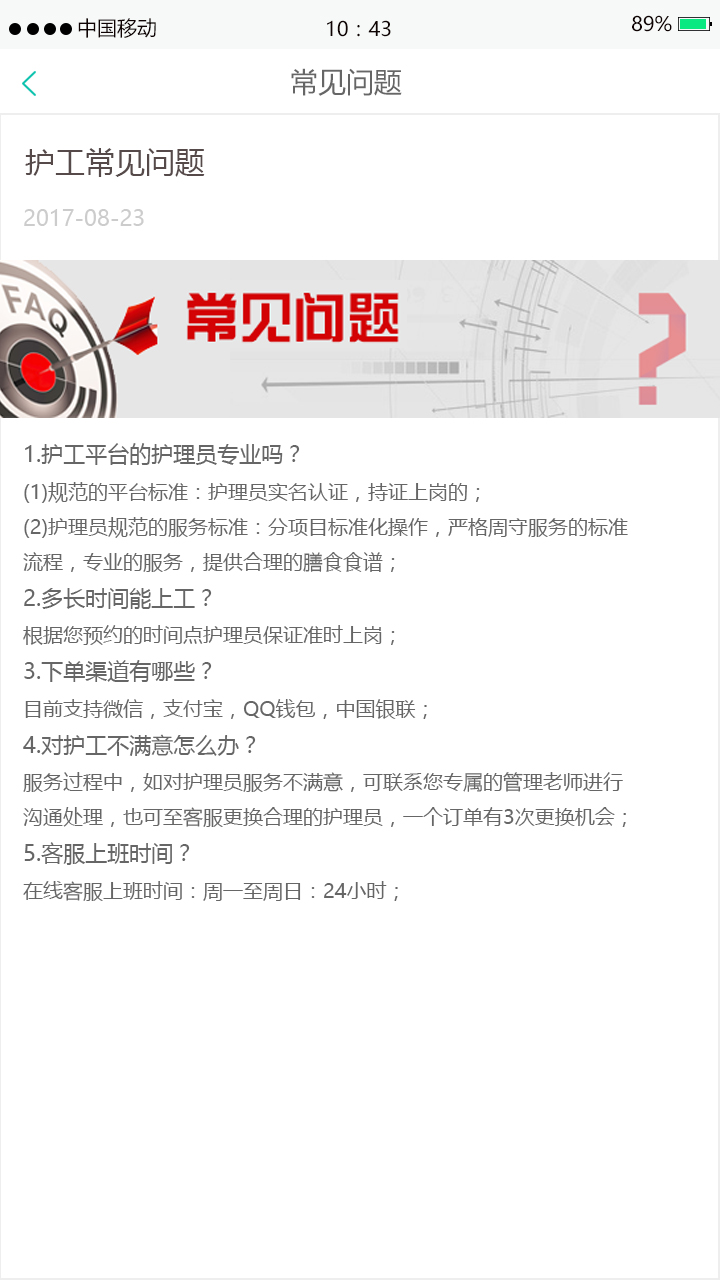 中国移动 10：43 89%
常见问题
护工常见问题
2017-08-23
FAQ
常见问题
?
1.护工平台的护理员专业吗？
(1)规范的平台标准：护理员实名认证，持证上岗的；
(2)护理员规范的服务标准：分项目标准化操作，严格周守服务的标准
流程，专业的服务，提供合理的膳食食谱；
2.多长时间能上工？
根据您预约的时间点护理员保证准时上岗；
3.下单渠道有哪些？
目前支持微信，支付宝，QQ钱包，中国银联；
4.对护工不满意怎么办？
服务过程中，如对护理员服务不满意，可联系您专属的管理老师进行
沟通处理，也可至客服更换合理的护理员，一个订单有3次更换机会；
5.客服上班时间？
在线客服上班时间：周一至周日：24小时；